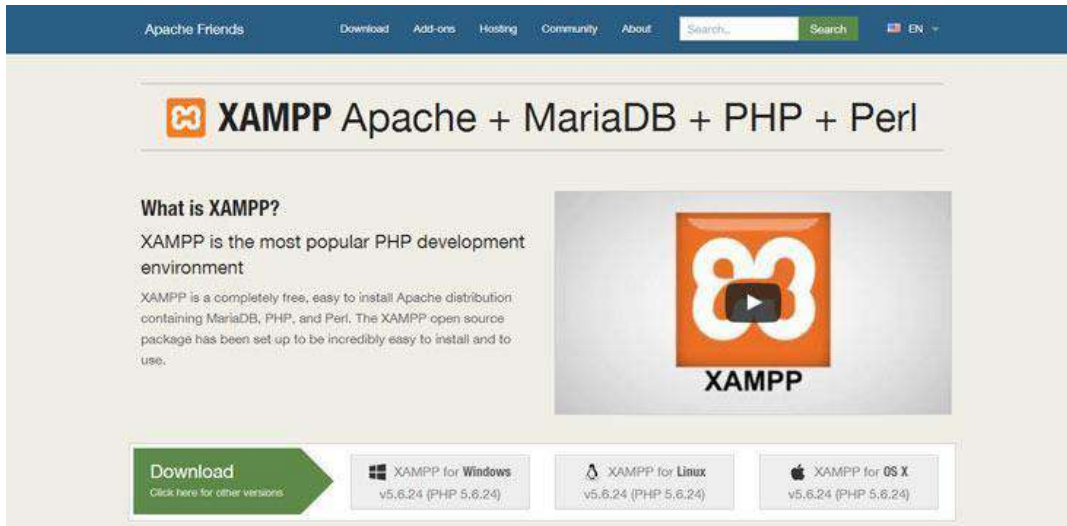 Apache Friends Download Add-ons Hosting Community About Search... Search EN
XAMPP Apache + MariaDB + PHP + Perl
What is XAMPP?
XAMPP is the most popular PHP development
environment
XAMPP is a completely free, easy to install Apache distribution
containing MariaDB, PHP, and Perl. The XAMPP open source
package has been set up to be incredibly easy to install and to
use.
XAMPP
Download
Click here for other versions
XAMPP for Windows
v5.6.24 (PHP 5.6.24)
XAMPP for Linux
v5.6.24 (PHP 5.6.24)
XAMPP for OS X
v5.6.24 (PHP 5.6.24)